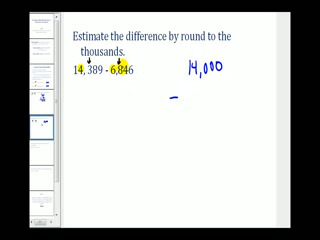 Estimate the difference by round to the
thousands.
14, 389 - 6,846
14,000
-